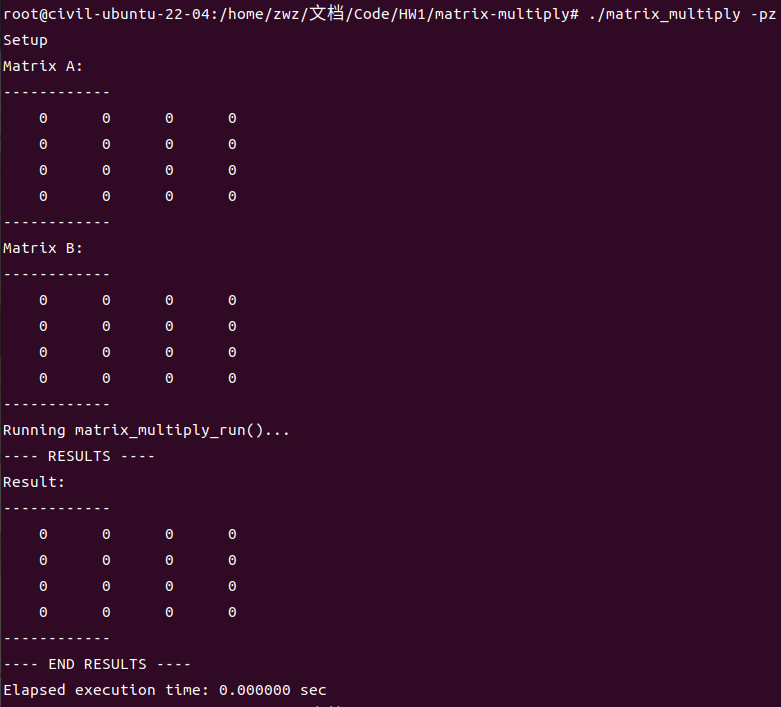 root@civil-ubuntu-22-04:/home/zwz/文档/Code/HW1/matrix-multiply# ./matrix_multiply -pz
Setup
Matrix A:
------------
    0      0      0      0
    0      0      0      0
    0      0      0      0
    0      0      0      0
------------
Matrix B:
------------
    0      0      0      0
    0      0      0      0
    0      0      0      0
    0      0      0      0
------------
Running matrix_multiply_run()...
---- RESULTS ----
Result:
------------
    0      0      0      0
    0      0      0      0
    0      0      0      0
    0      0      0      0
------------
---- END RESULTS ----
Elapsed execution time: 0.000000 sec